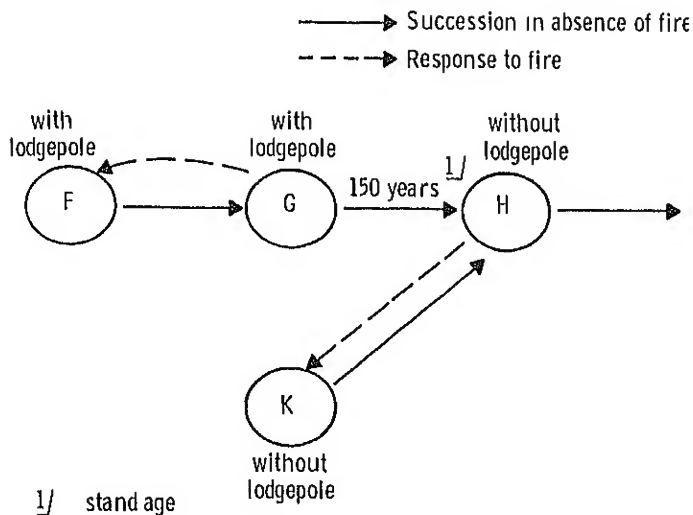 Succession in absence of fire
Response to fire
with
lodgepole
with
lodgepole
without
lodgepole
F
G
150 years 1/
H
K
without
lodgepole
1/ stand age